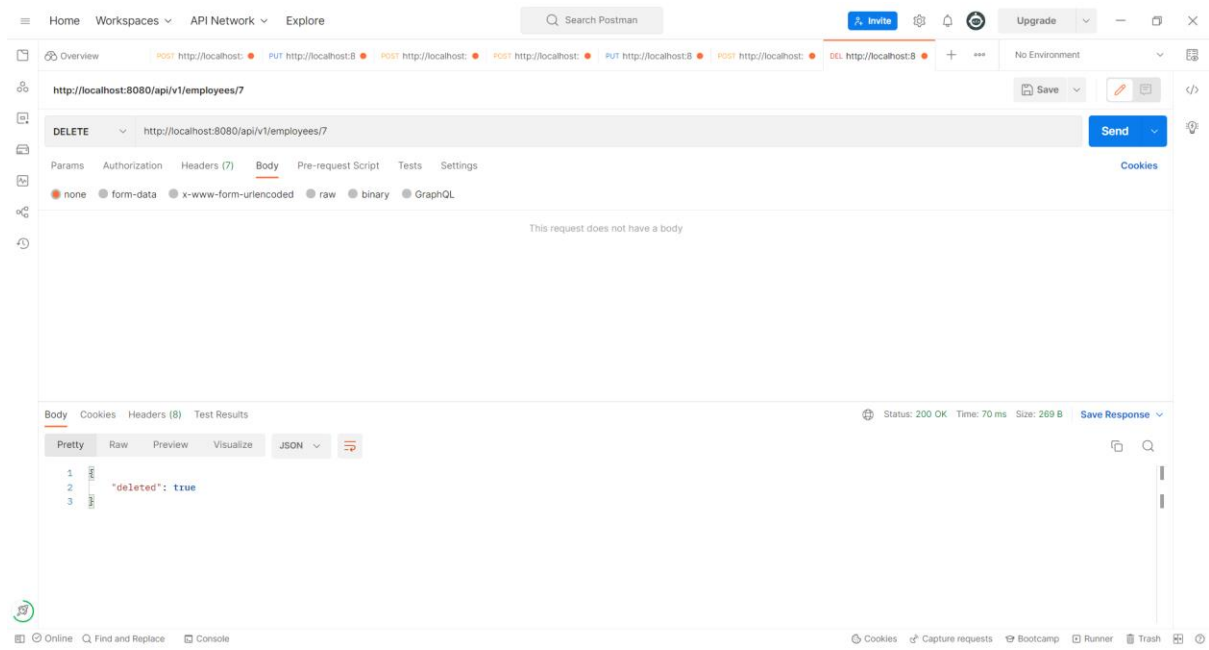 Home Workspaces API Network Explore Search Postman Invite Upgrade
Overview POST http://localhost: PUT http://localhost:8 POST http://localhost: POST http://localhost: PUT http://localhost:8 POST http://localhost: DEL http://localhost:8 No Environment
http://localhost:8080/api/v1/employees/7 Save
DELETE http://localhost:8080/api/v1/employees/7 Send
Params Authorization Headers (7) Body Pre-request Script Tests Settings Cookies
none form-data x-www-form-urlencoded raw binary GraphQL
This request does not have a body
Body Cookies Headers (8) Test Results Status: 200 OK Time: 70 ms Size: 269 B Save Response
Pretty Raw Preview Visualize JSON
1 {
2 "deleted": true
3 }
Online Find and Replace Console Cookies Capture requests Bootcamp Runner Trash